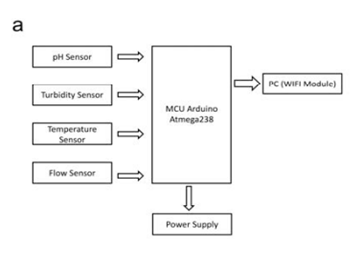 a
pH Sensor
Turbidity Sensor
Temperature
Sensor
Flow Sensor
MCU Arduino
Atmega238
PC (WIFI Module)
Power Supply